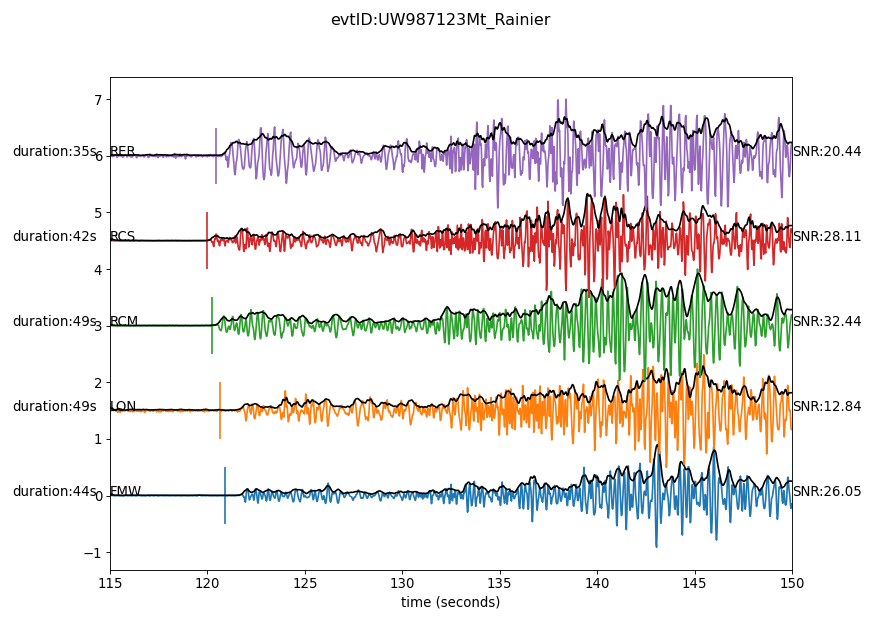 evtID:UW987123Mt_Rainier
7
duration:35s RER SNR:20.44
6
5
duration:42s RCS SNR:28.11
4
duration:49s RCM SNR:32.44
3
2
duration:49s LON SNR:12.84
1
duration:44s FMW SNR:26.05
0
−1
115 120 125 130 135 140 145 150
time (seconds)